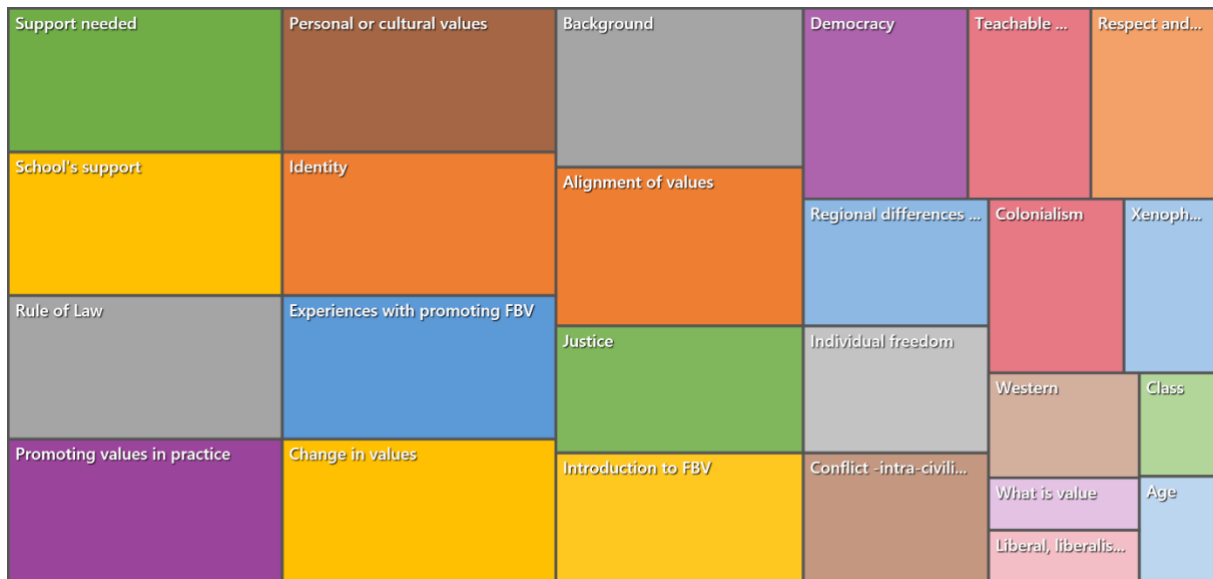 Support needed
Personal or cultural values
Background
Democracy
Teachable ...
Respect and...
School's support
Identity
Alignment of values
Regional differences ...
Colonialism
Xenoph...
Rule of Law
Experiences with promoting FBV
Justice
Individual freedom
Western
Class
Promoting values in practice
Change in values
Introduction to FBV
Conflict -intra-civili...
What is value
Age
Liberal, liberalis...